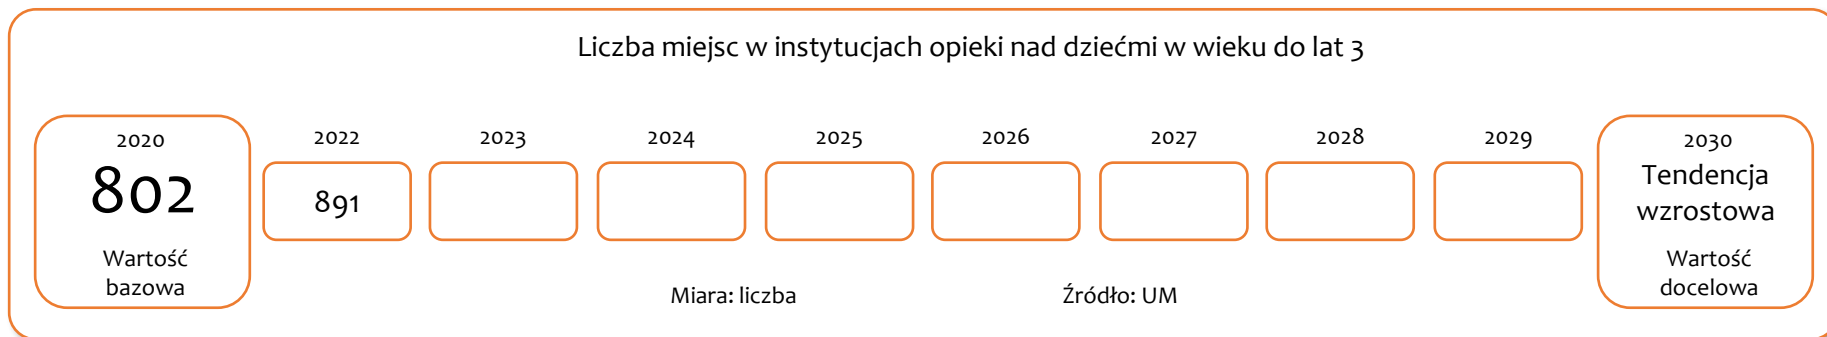 Liczba miejsc w instytucjach opieki nad dziećmi w wieku do lat 3
2020
802
Wartość
bazowa
2022
891
2023
2024
2025
2026
2027
2028
2029
2030
Tendencja
wzrostowa
Wartość
docelowa
Miara: liczba
Źródło: UM